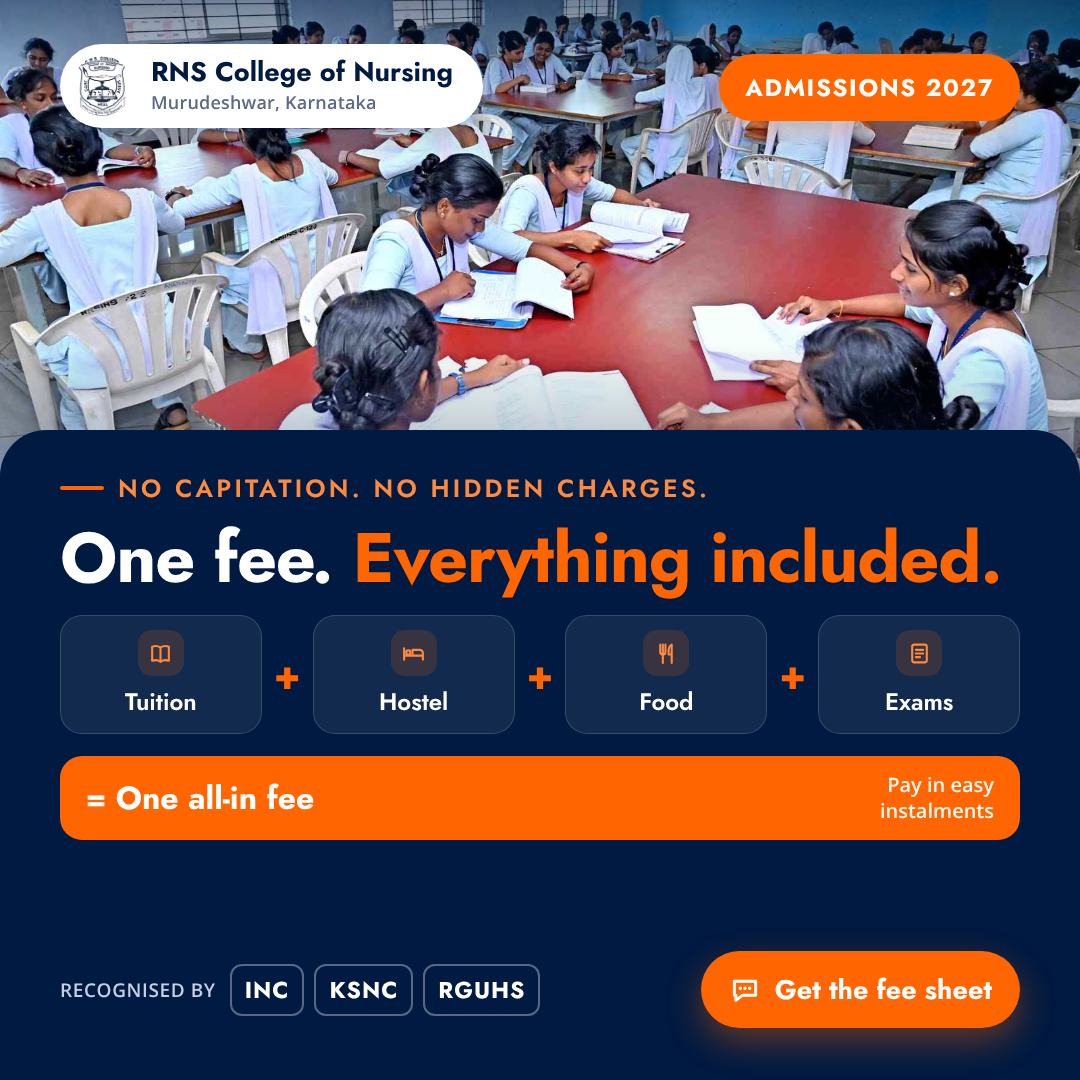 RNS College of Nursing
Murudeshwar, Karnataka
ADMISSIONS 2027
NO CAPITATION. NO HIDDEN CHARGES.
One fee. Everything included.
Tuition + Hostel + Food + Exams
= One all-in fee
Pay in easy
instalments
RECOGNISED BY INC KSNC RGUHS
Get the fee sheet